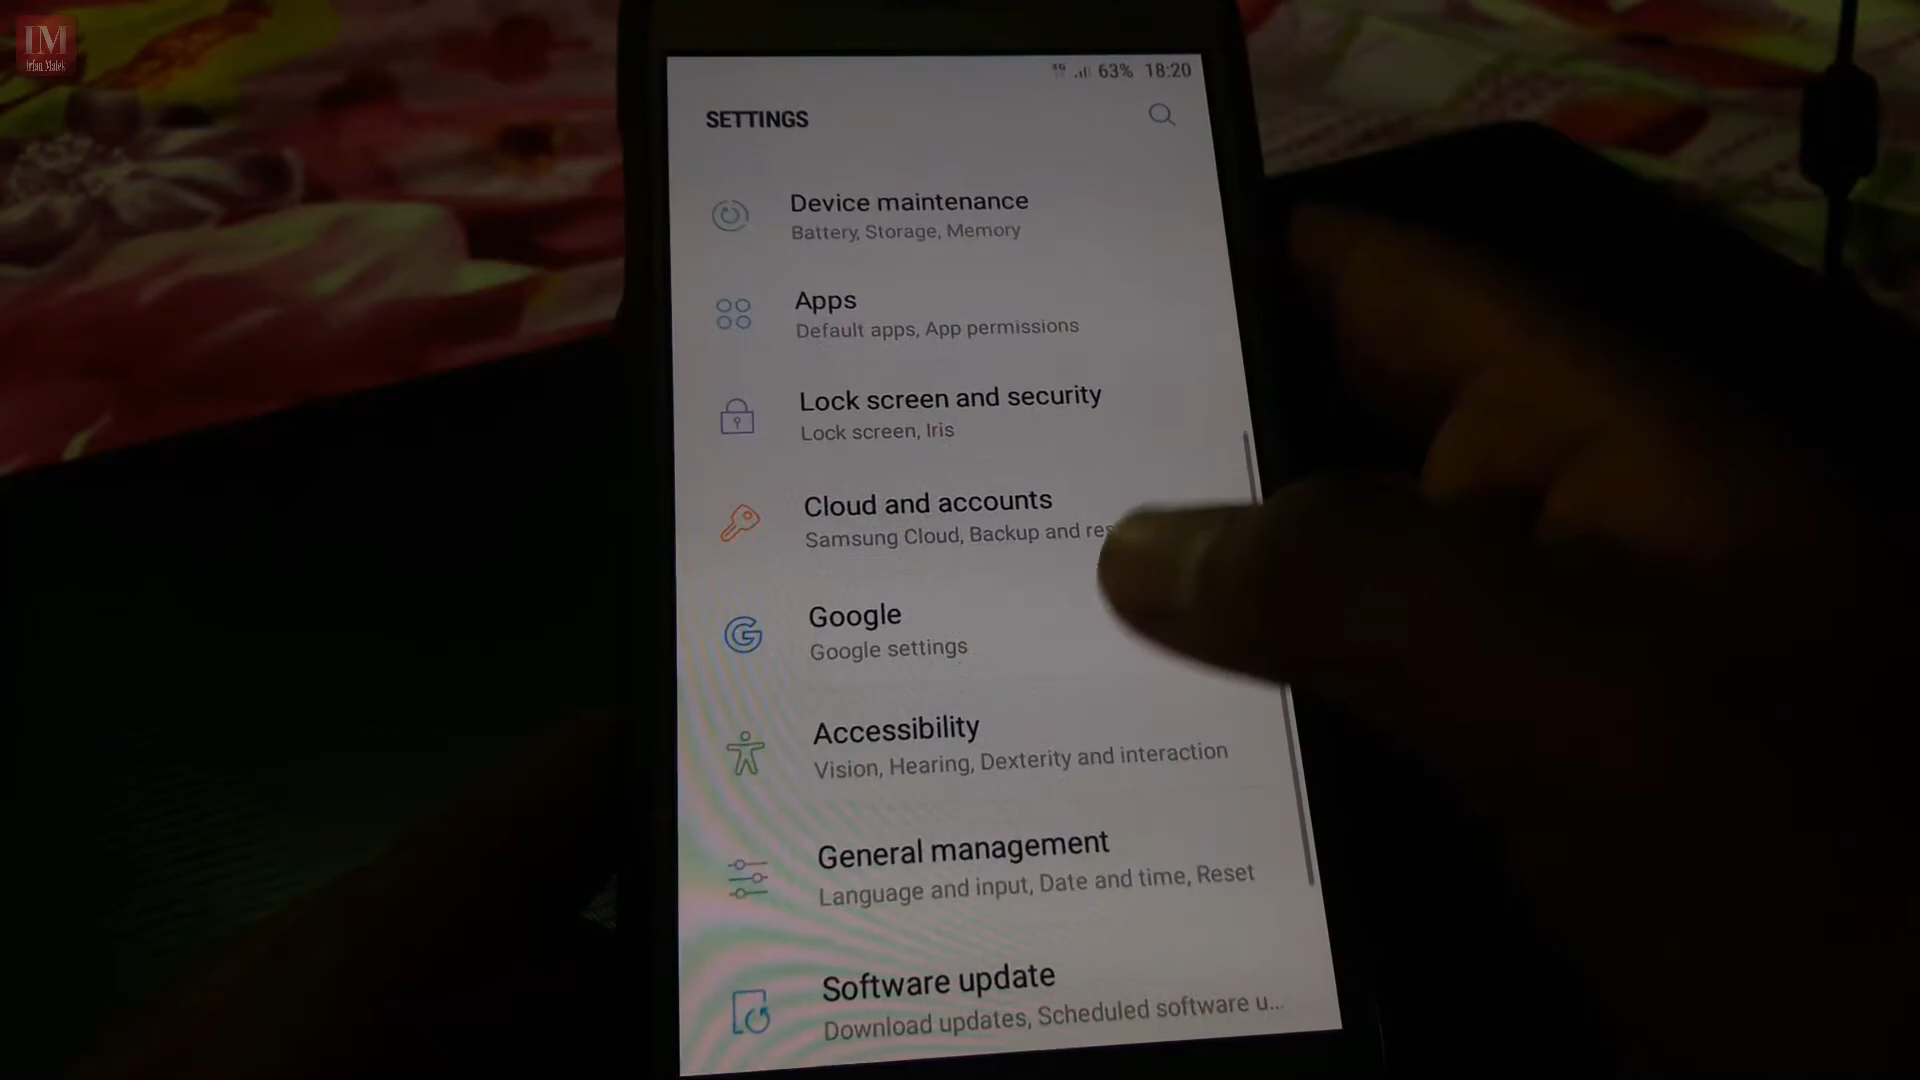 IM
Irfan Malek
4G 63% 18:20
SETTINGS
Device maintenance
Battery, Storage, Memory
Apps
Default apps, App permissions
Lock screen and security
Lock screen, Iris
Cloud and accounts
Samsung Cloud, Backup and res
Google
Google settings
Accessibility
Vision, Hearing, Dexterity and interaction
General management
Language and input, Date and time, Reset
Software update
Download updates, Scheduled software u...